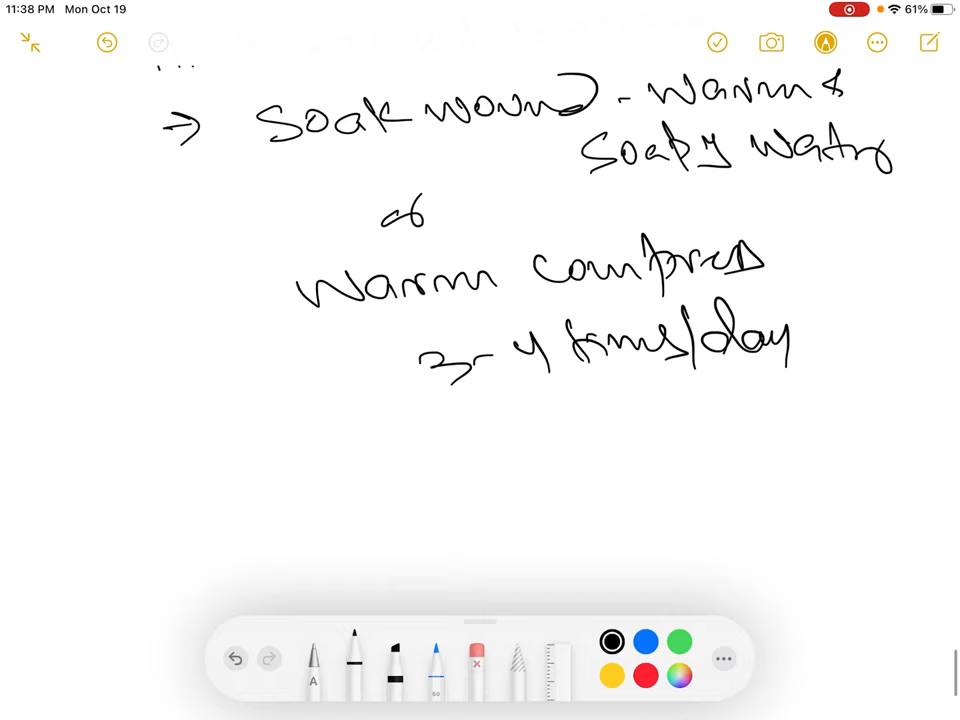 11:38 PM Mon Oct 19 61%
→ Soak wound - warm &
Soapy water
or
warm compress
3-4 times/day
A
80